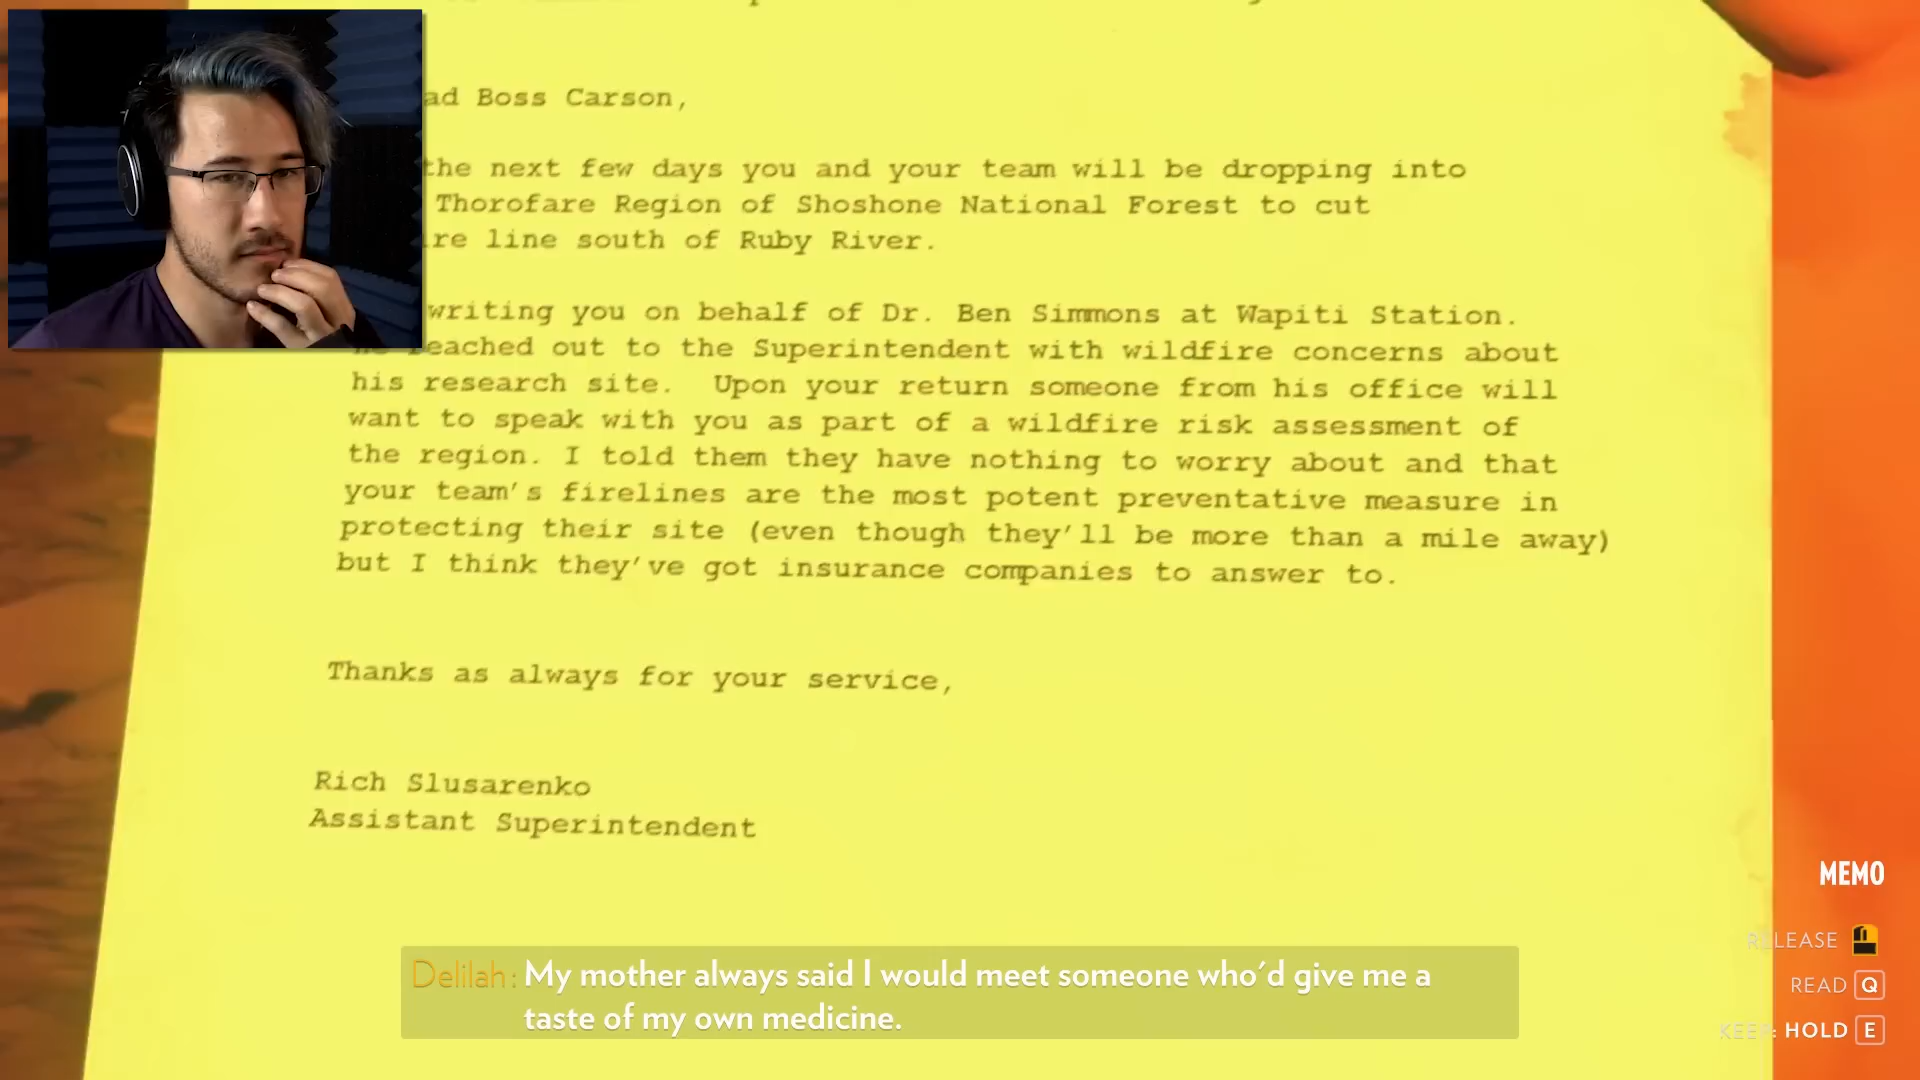 ad Boss Carson,
the next few days you and your team will be dropping into
Thorofare Region of Shoshone National Forest to cut
re line south of Ruby River.
writing you on behalf of Dr. Ben Simmons at Wapiti Station.
reached out to the Superintendent with wildfire concerns about
his research site. Upon your return someone from his office will
want to speak with you as part of a wildfire risk assessment of
the region. I told them they have nothing to worry about and that
your team's firelines are the most potent preventative measure in
protecting their site (even though they'll be more than a mile away)
but I think they've got insurance companies to answer to.
Thanks as always for your service,
Rich Slusarenko
Assistant Superintendent
MEMO
RELEASE
READ Q
KEEP: HOLD E
Delilah: My mother always said I would meet someone who'd give me a
taste of my own medicine.